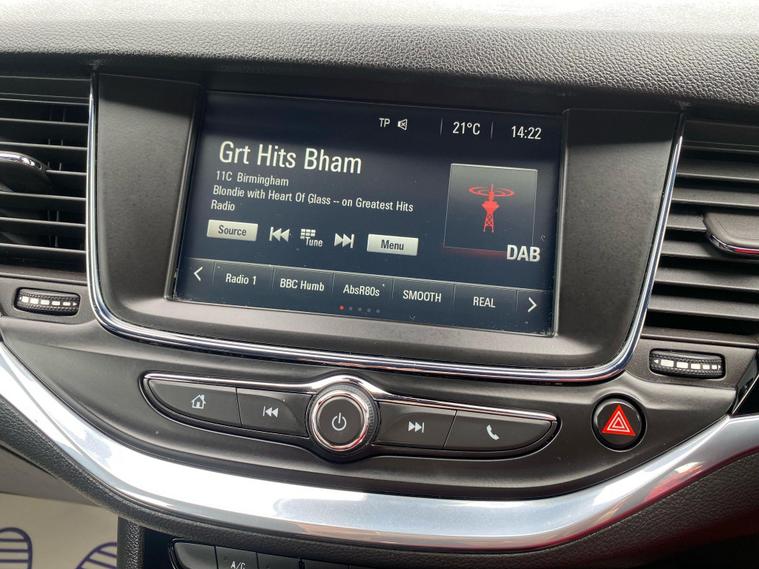 TP 21°C 14:22
Grt Hits Bham
11C Birmingham
Blondie with Heart Of Glass -- on Greatest Hits
Radio
Source Tune Menu
DAB
Radio 1 BBC Humb AbsR80s SMOOTH REAL
A/C